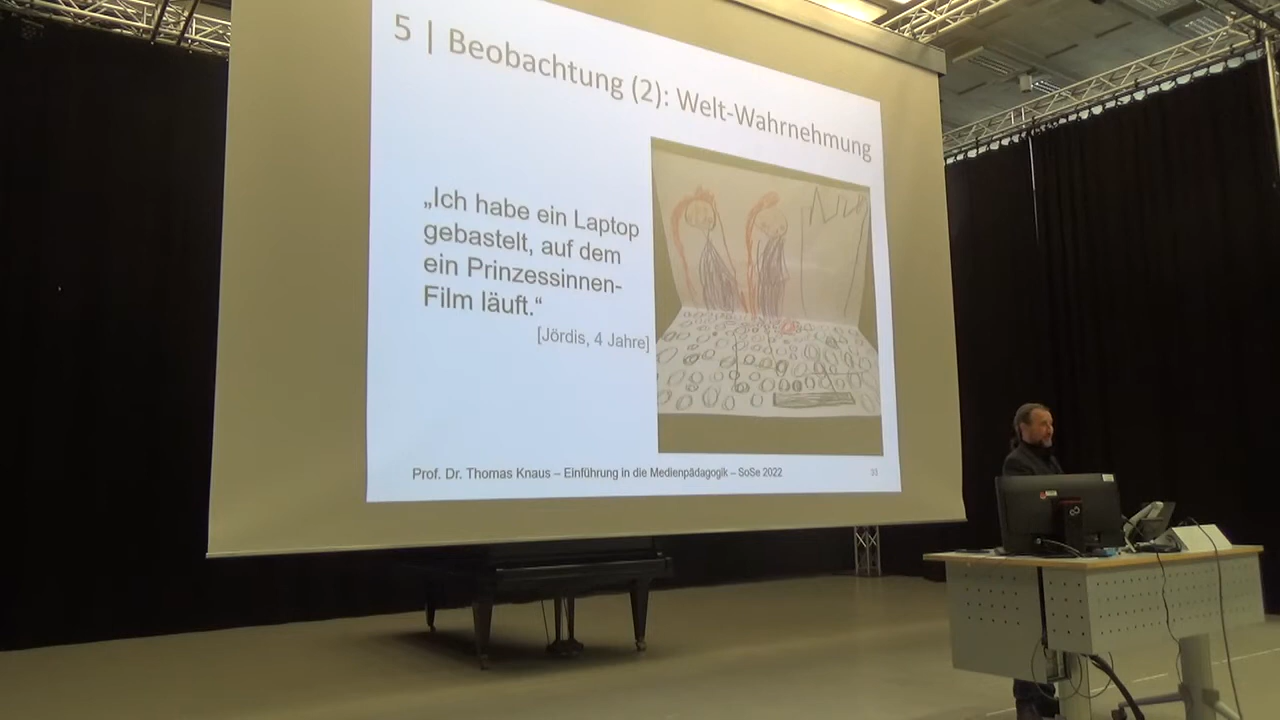 5 | Beobachtung (2): Welt-Wahrnehmung
„Ich habe ein Laptop
gebastelt, auf dem
ein Prinzessinnen-
Film läuft.“
[Jördis, 4 Jahre]
Prof. Dr. Thomas Knaus – Einführung in die Medienpädagogik – SoSe 2022